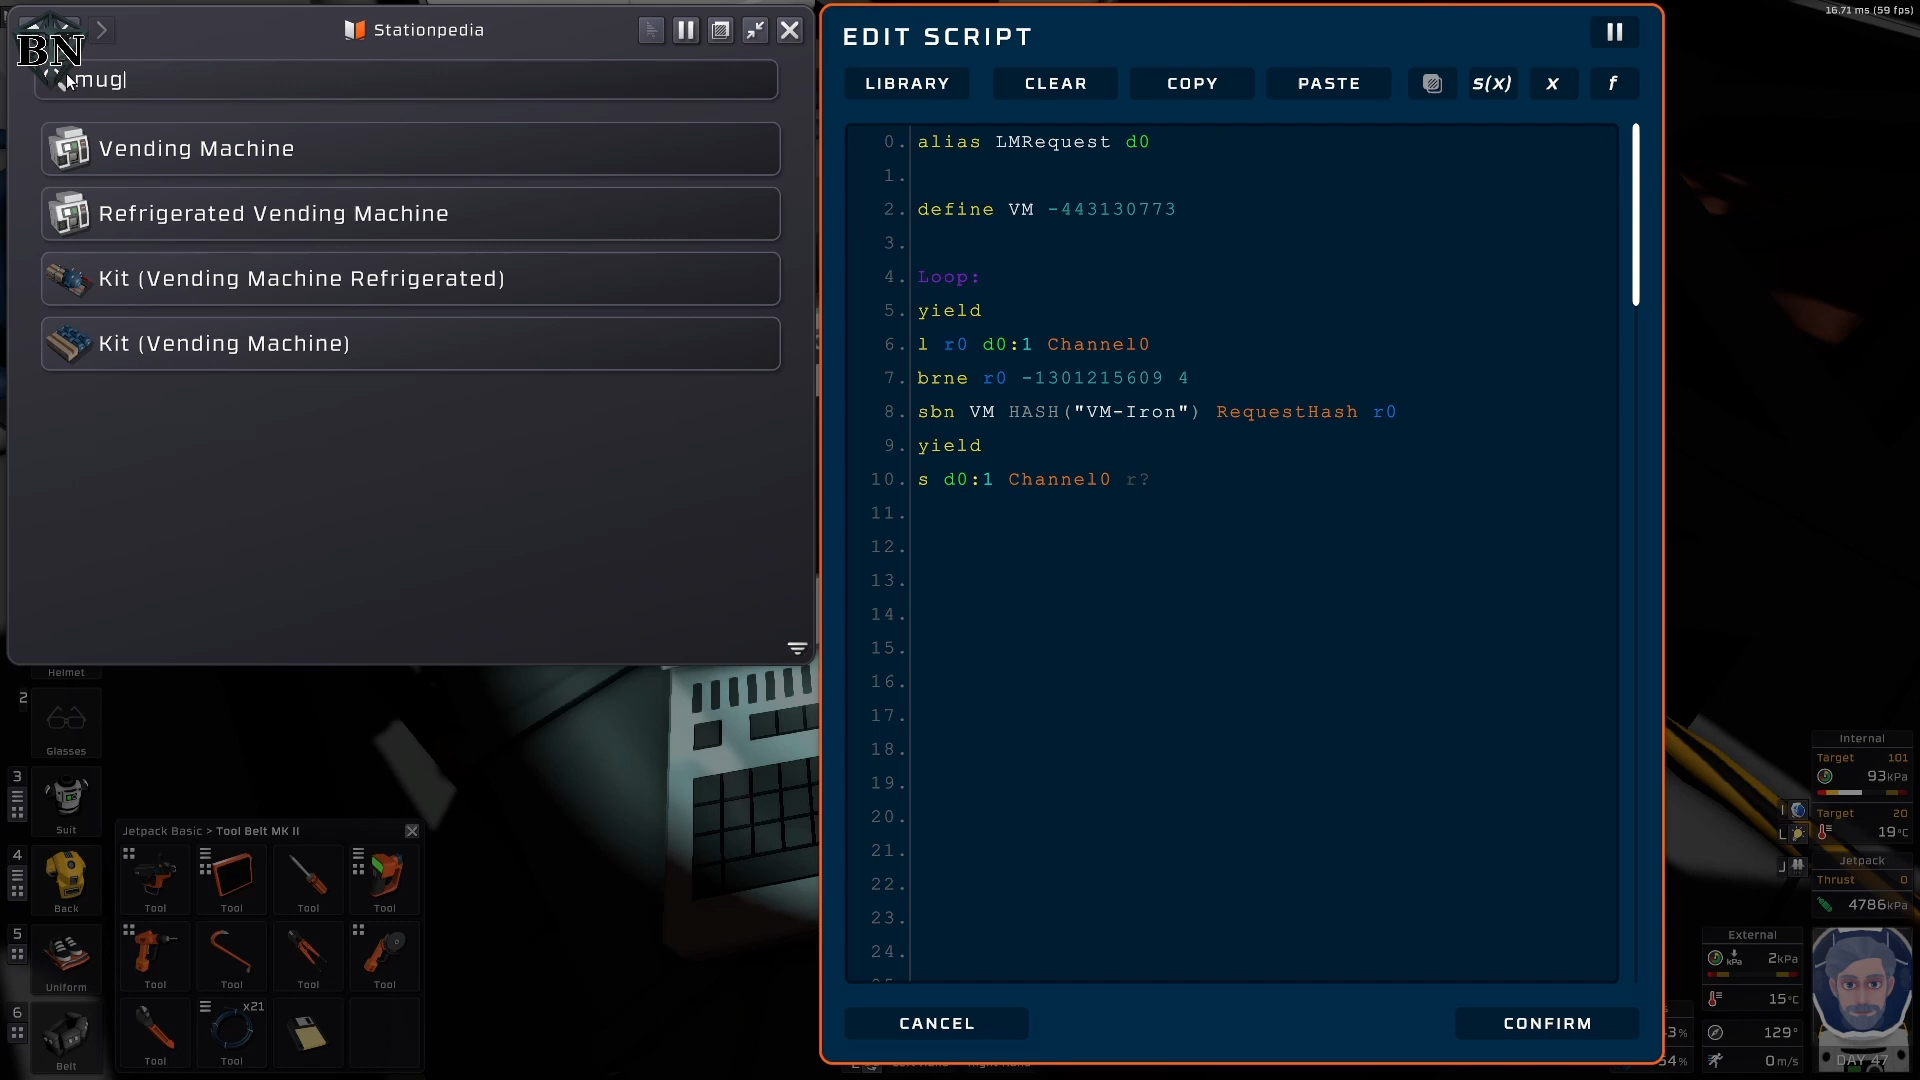 16.71 ms (59 fps)
BN
Stationpedia
mug
Vending Machine
Refrigerated Vending Machine
Kit (Vending Machine Refrigerated)
Kit (Vending Machine)
EDIT SCRIPT
LIBRARY
CLEAR
COPY
PASTE
s(x)
x
f
0. alias LMRequest d0
1.
2. define VM -443130773
3.
4. Loop:
5. yield
6. l r0 d0:1 Channel0
7. brne r0 -1301215609 4
8. sbn VM HASH("VM-Iron") RequestHash r0
9. yield
10. s d0:1 Channel0 r?
11.
12.
13.
14.
15.
16.
17.
18.
19.
20.
21.
22.
23.
24.
CANCEL
CONFIRM
Helmet
2
Glasses
3
Suit
4
Back
5
Uniform
6
Belt
Jetpack Basic > Tool Belt MK II
Tool
Tool
Tool
Tool
Tool
Tool
Tool
Tool
Tool
x21
Tool
Internal
Target 101
93kPa
Target 20
19°C
I
L
J
Jetpack
Thrust 0
4786kPa
External
kPa
2kPa
15°C
129°
0m/s
3%
54%
DAY 47